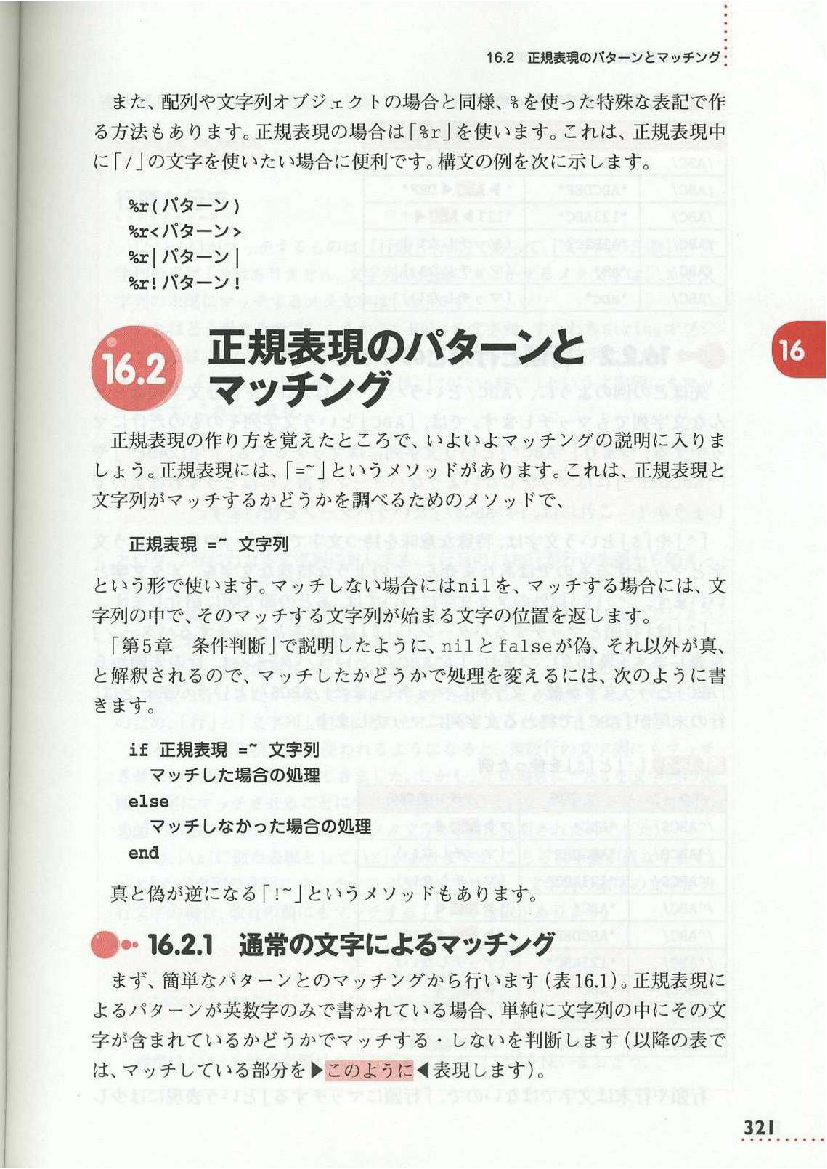 16.2　正規表現のパターンとマッチング
また、配列や文字列オブジェクトの場合と同様、%を使った特殊な表記で作
る方法もあります。正規表現の場合は「%r」を使います。これは、正規表現中
に「/」の文字を使いたい場合に便利です。構文の例を次に示します。
%r(パターン)
%r<パターン>
%r|パターン|
%r!パターン!
16.2 正規表現のパターンと
マッチング
16
正規表現の作り方を覚えたところで、いよいよマッチングの説明に入りま
しょう。正規表現には、「=~」というメソッドがあります。これは、正規表現と
文字列がマッチするかどうかを調べるためのメソッドで、
正規表現 =~ 文字列
という形で使います。マッチしない場合にはnilを、マッチする場合には、文
字列の中で、そのマッチする文字列が始まる文字の位置を返します。
「第5章　条件判断」で説明したように、nilとfalseが偽、それ以外が真、
と解釈されるので、マッチしたかどうかで処理を変えるには、次のように書
きます。
if 正規表現 =~ 文字列
マッチした場合の処理
else
マッチしなかった場合の処理
end
真と偽が逆になる「!~」というメソッドもあります。
16.2.1　通常の文字によるマッチング
まず、簡単なパターンとのマッチングから行います(表16.1)。正規表現に
よるパターンが英数字のみで書かれている場合、単純に文字列の中にその文
字が含まれているかどうかでマッチする・しないを判断します(以降の表で
は、マッチしている部分を▶このように◀表現します)。
321